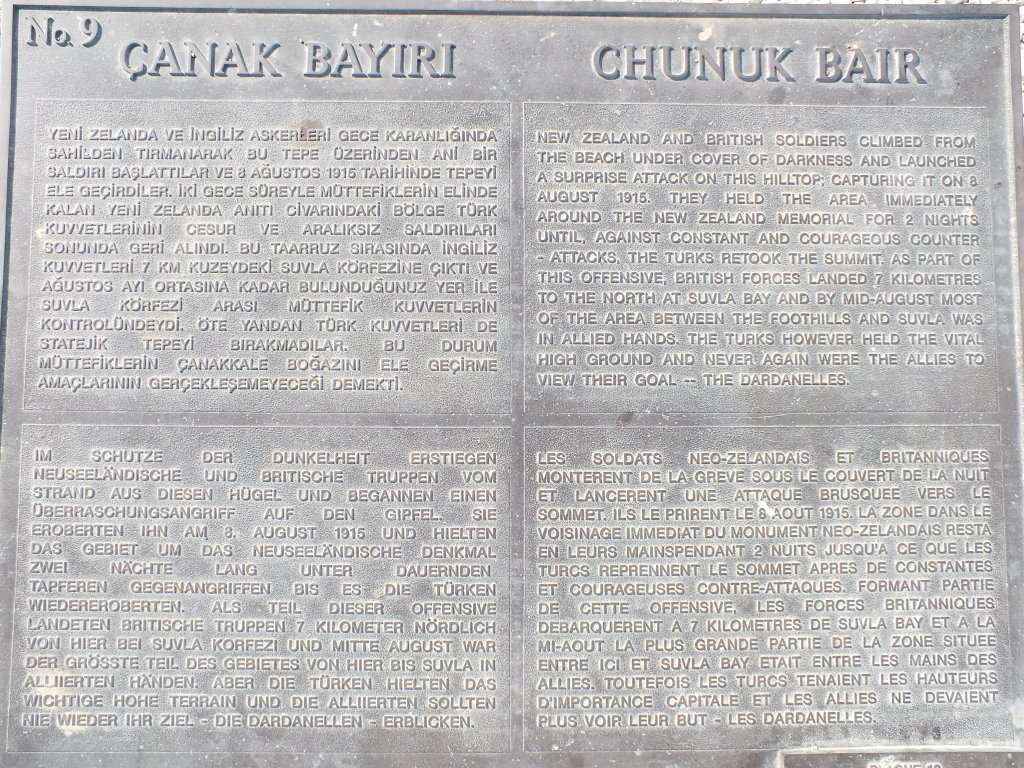 No. 9
ÇANAK BAYIRI
YENİ ZELANDA VE İNGİLİZ ASKERLERİ GECE KARANLIĞINDA
SAHİLDEN TIRMANARAK BU TEPE ÜZERİNDEN ANİ BİR
SALDIRI BAŞLATTILAR VE 8 AĞUSTOS 1915 TARİHİNDE TEPEYİ
ELE GEÇİRDİLER. İKİ GECE SÜREYLE MÜTTEFİKLERİN ELİNDE
KALAN YENİ ZELANDA ANITI CİVARINDAKİ BÖLGE TÜRK
KUVVETLERİNİN CESUR VE ARALIKSIZ SALDIRILARI
SONUNDA GERİ ALINDI. BU TAARRUZ SIRASINDA İNGİLİZ
KUVVETLERİ 7 KM KUZEYDEKİ SUVLA KÖRFEZİNE ÇIKTI VE
AĞUSTOS AYI ORTASINA KADAR BULUNDUĞUNUZ YER İLE
SUVLA KÖRFEZİ ARASI MÜTTEFİK KUVVETLERİN
KONTROLÜNDEYDİ. ÖTE YANDAN TÜRK KUVVETLERİ DE
STATEJİK TEPEYİ BIRAKMADILAR. BU DURUM
MÜTTEFİKLERİN ÇANAKKALE BOĞAZINI ELE GEÇİRME
AMAÇLARININ GERÇEKLEŞEMEYECEĞİ DEMEKTİ.
CHUNUK BAIR
NEW ZEALAND AND BRITISH SOLDIERS CLIMBED FROM
THE BEACH UNDER COVER OF DARKNESS AND LAUNCHED
A SURPRISE ATTACK ON THIS HILLTOP; CAPTURING IT ON 8
AUGUST 1915. THEY HELD THE AREA IMMEDIATELY
AROUND THE NEW ZEALAND MEMORIAL FOR 2 NIGHTS
UNTIL, AGAINST CONSTANT AND COURAGEOUS COUNTER
- ATTACKS, THE TURKS RETOOK THE SUMMIT. AS PART OF
THIS OFFENSIVE, BRITISH FORCES LANDED 7 KILOMETRES
TO THE NORTH AT SUVLA BAY AND BY MID-AUGUST MOST
OF THE AREA BETWEEN THE FOOTHILLS AND SUVLA WAS
IN ALLIED HANDS. THE TURKS HOWEVER HELD THE VITAL
HIGH GROUND AND NEVER AGAIN WERE THE ALLIES TO
VIEW THEIR GOAL -- THE DARDANELLES.
IM SCHUTZE DER DUNKELHEIT ERSTIEGEN
NEUSEELÄNDISCHE UND BRITISCHE TRUPPEN VOM
STRAND AUS DIESEN HÜGEL UND BEGANNEN EINEN
ÜBERRASCHUNGSANGRIFF AUF DEN GIPFEL. SIE
EROBERTEN IHN AM 8. AUGUST 1915 UND HIELTEN
DAS GEBIET UM DAS NEUSEELÄNDISCHE DENKMAL
ZWEI NÄCHTE LANG UNTER DAUERNDEN,
TAPFEREN GEGENANGRIFFEN BIS ES DIE TÜRKEN
WIEDEREROBERTEN. ALS TEIL DIESER OFFENSIVE
LANDETEN BRITISCHE TRUPPEN 7 KILOMETER NÖRDLICH
VON HIER BEI SUVLA KORFEZI UND MITTE AUGUST WAR
DER GRÖSSTE TEIL DES GEBIETES VON HIER BIS SUVLA IN
ALLIIERTEN HÄNDEN. ABER DIE TÜRKEN HIELTEN DAS
WICHTIGE HOHE TERRAIN UND DIE ALLIIERTEN SOLLTEN
NIE WIEDER IHR ZIEL - DIE DARDANELLEN - ERBLICKEN.
LES SOLDATS NEO-ZELANDAIS ET BRITANNIQUES
MONTERENT DE LA GREVE SOUS LE COUVERT DE LA NUIT
ET LANCERENT UNE ATTAQUE BRUSQUEE VERS LE
SOMMET. ILS LE PRIRENT LE 8 AOUT 1915. LA ZONE DANS LE
VOISINAGE IMMEDIAT DU MONUMENT NEO-ZELANDAIS RESTA
EN LEURS MAINSPENDANT 2 NUITS JUSQU'A CE QUE LES
TURCS REPRENNENT LE SOMMET APRES DE CONSTANTES
ET COURAGEUSES CONTRE-ATTAQUES. FORMANT PARTIE
DE CETTE OFFENSIVE, LES FORCES BRITANNIQUES
DEBARQUERENT A 7 KILOMETRES DE SUVLA BAY ET A LA
MI-AOUT LA PLUS GRANDE PARTIE DE LA ZONE SITUEE
ENTRE ICI ET SUVLA BAY ETAIT ENTRE LES MAINS DES
ALLIES. TOUTEFOIS LES TURCS TENAIENT LES HAUTEURS
D'IMPORTANCE CAPITALE ET LES ALLIES NE DEVAIENT
PLUS VOIR LEUR BUT - LES DARDANELLES.